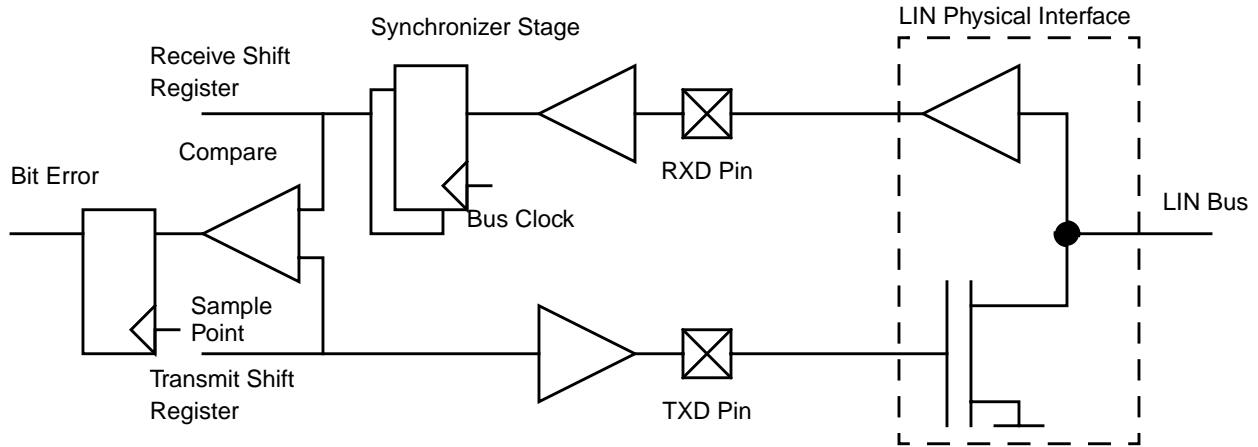 LIN Physical Interface
Synchronizer Stage
Receive Shift
Register
Compare
RXD Pin
Bit Error
LIN Bus
Bus Clock
Sample
Point
Transmit Shift
Register
TXD Pin